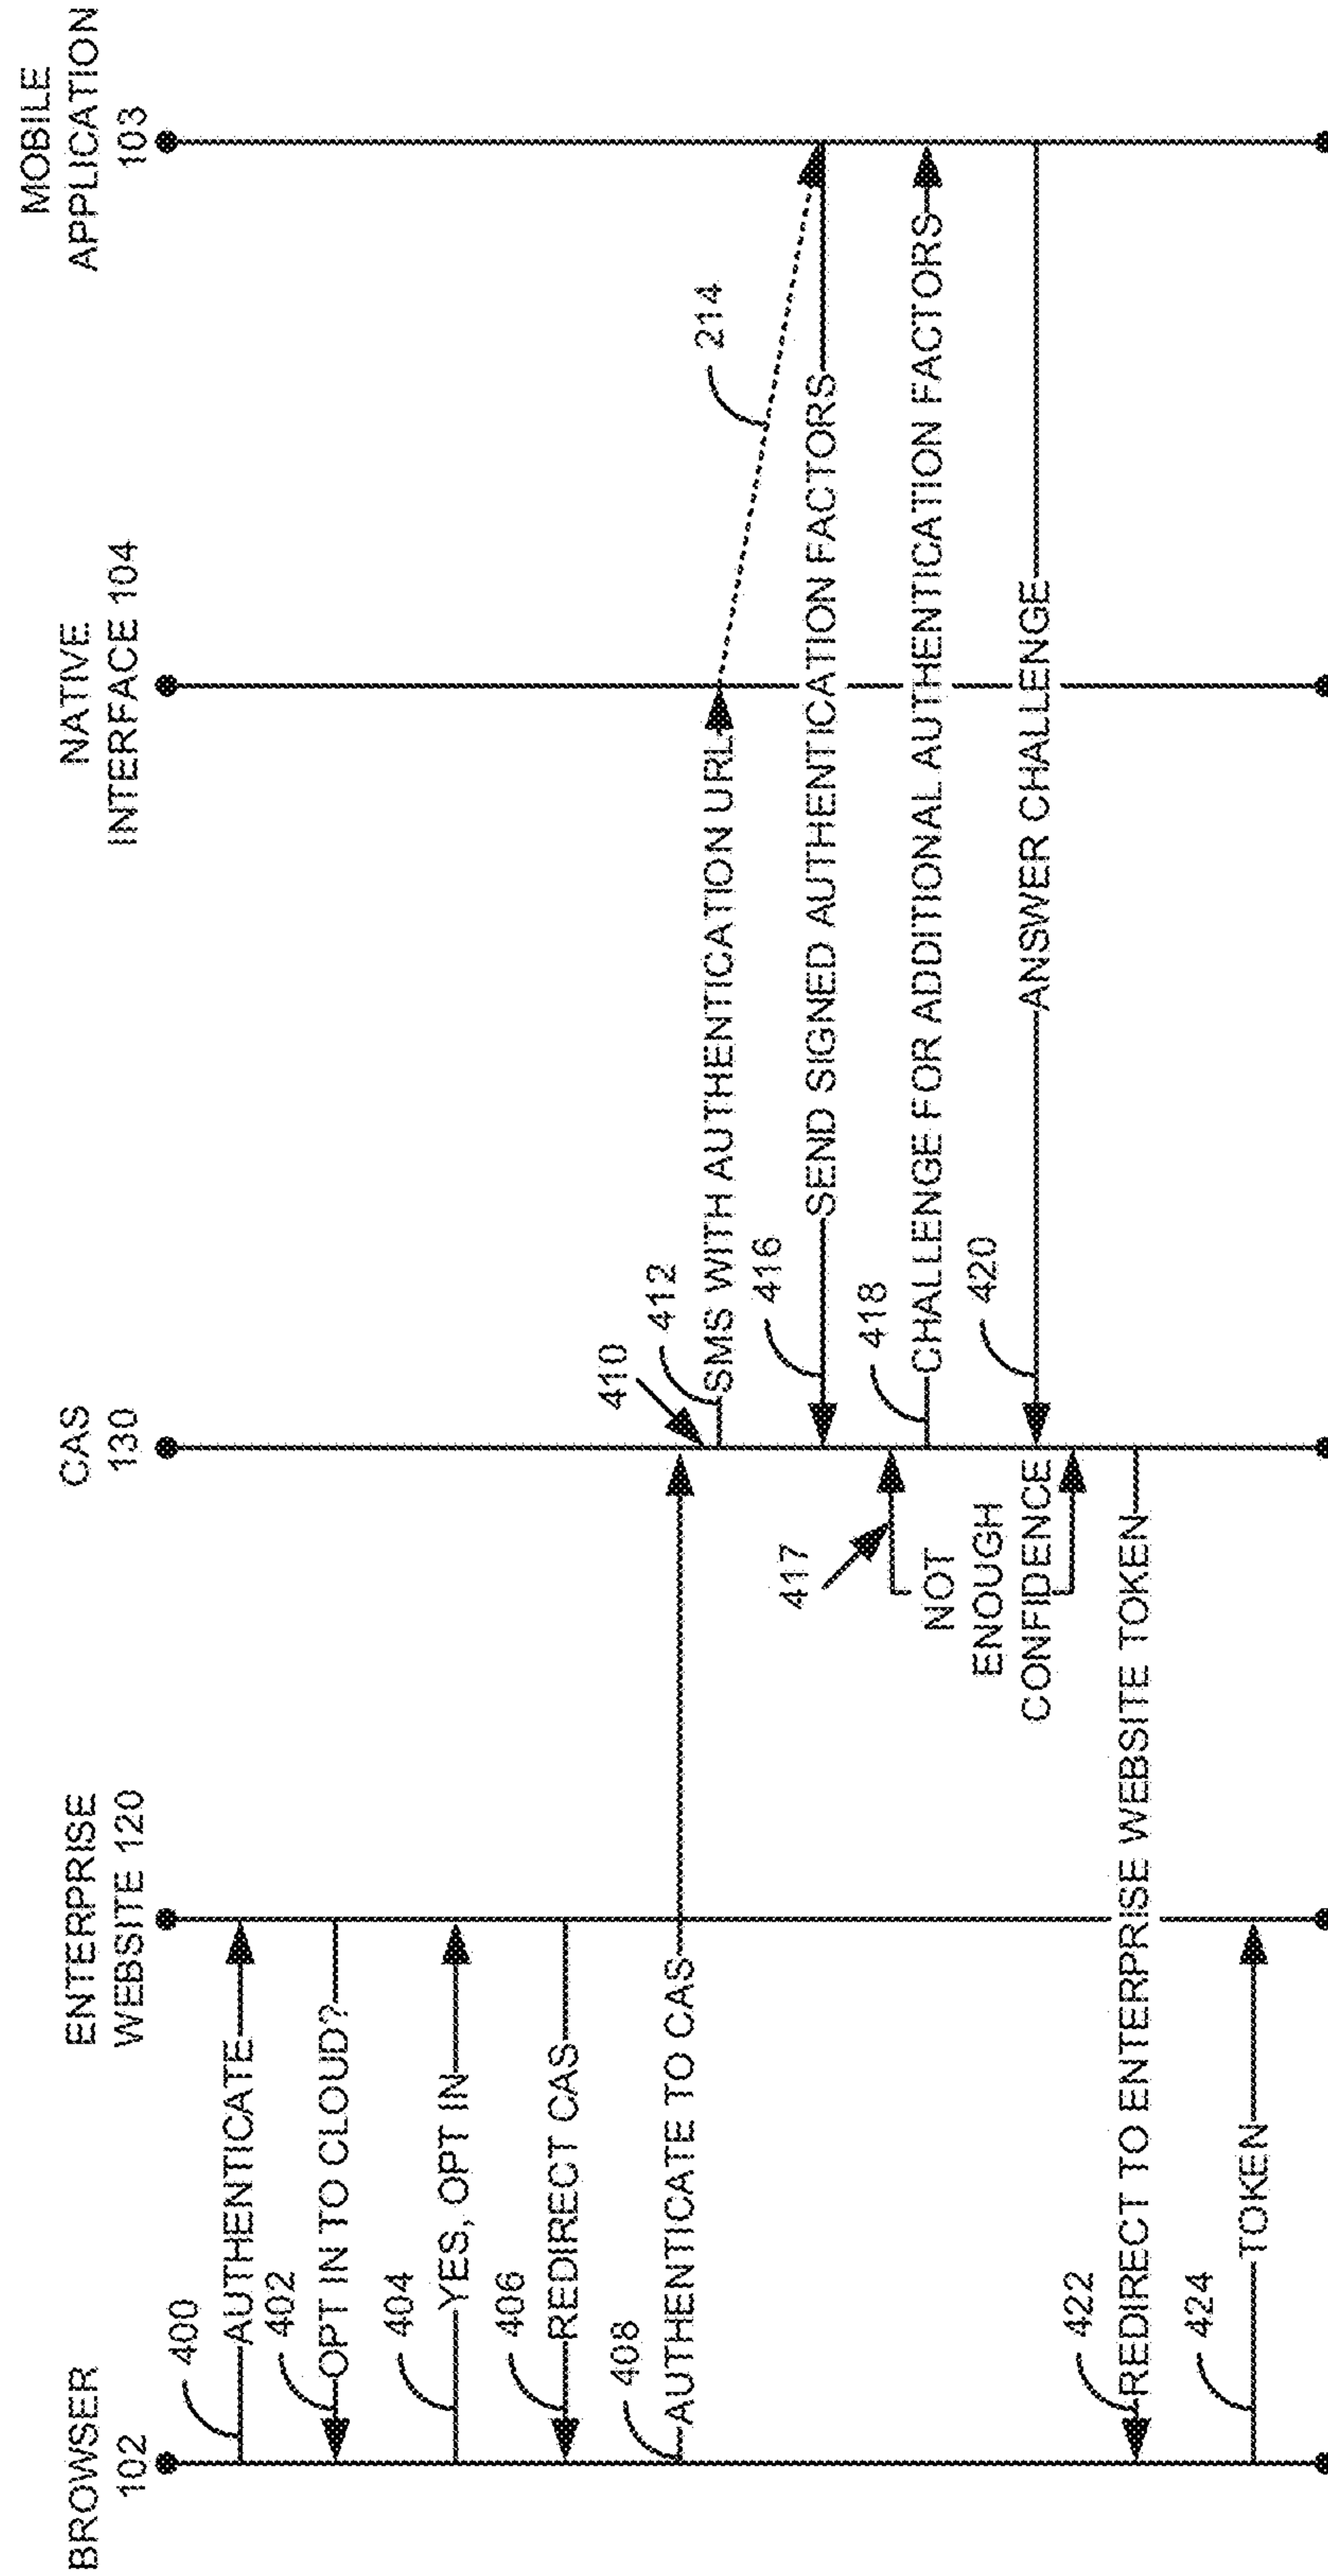 BROWSER
102
ENTERPRISE
WEBSITE 120
CAS
130
NATIVE
INTERFACE 104
MOBILE
APPLICATION
103
400
AUTHENTICATE
402
OPT IN TO CLOUD?
404
YES, OPT IN
406
REDIRECT CAS
408
AUTHENTICATE TO CAS
410
412
SMS WITH AUTHENTICATION URL
214
416
SEND SIGNED AUTHENTICATION FACTORS
417
NOT
ENOUGH
CONFIDENCE
418
CHALLENGE FOR ADDITIONAL AUTHENTICATION FACTORS
420
ANSWER CHALLENGE
422
REDIRECT TO ENTERPRISE WEBSITE TOKEN
424
TOKEN